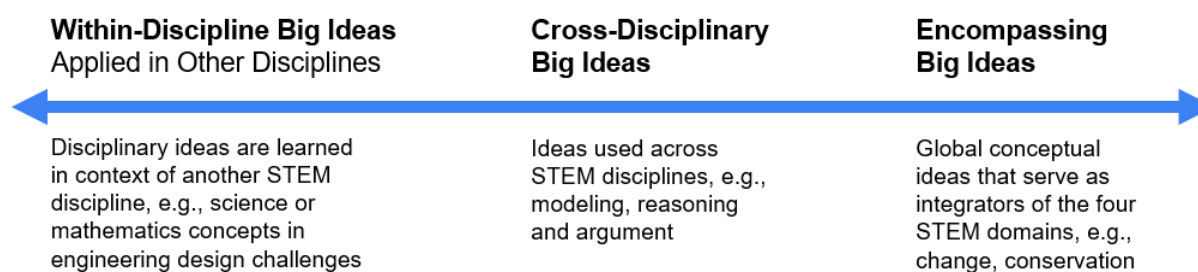 Within-Discipline Big Ideas
Applied in Other Disciplines
Cross-Disciplinary
Big Ideas
Encompassing
Big Ideas
Disciplinary ideas are learned
in context of another STEM
discipline, e.g., science or
mathematics concepts in
engineering design challenges
Ideas used across
STEM disciplines, e.g.,
modeling, reasoning
and argument
Global conceptual
ideas that serve as
integrators of the four
STEM domains, e.g.,
change, conservation